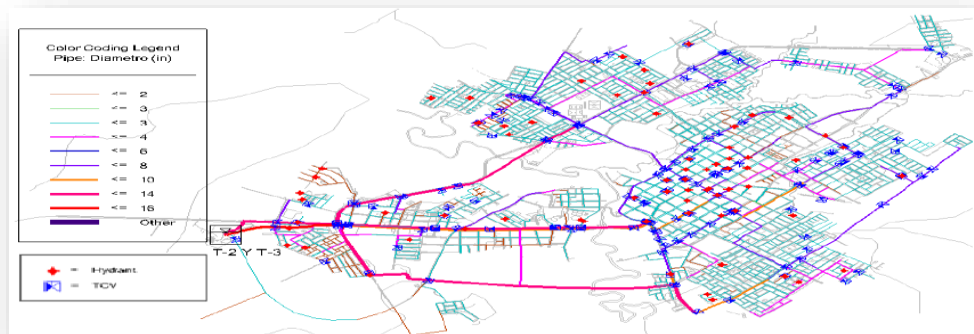 Color Coding Legend
Pipe: Diametro (in)
<= 2
<= 3
<= 3
<= 4
<= 6
<= 8
<= 10
<= 14
<= 16
Other
T-2 Y T-3
= Hydrant
= TCV